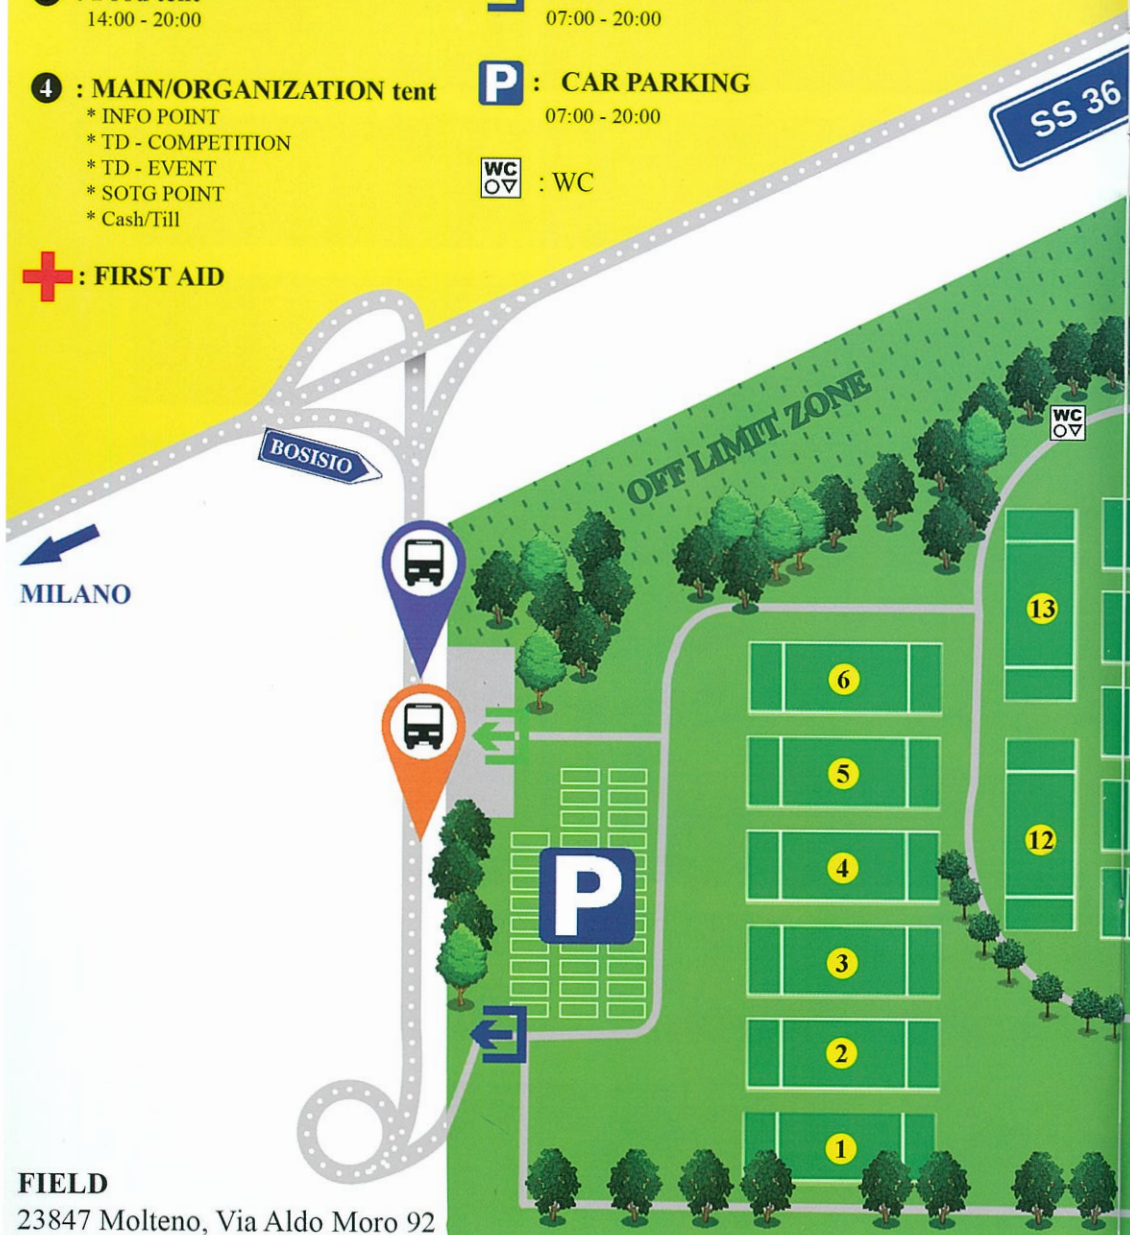 14:00 - 20:00
07:00 - 20:00
4 : MAIN/ORGANIZATION tent
* INFO POINT
* TD - COMPETITION
* TD - EVENT
* SOTG POINT
* Cash/Till
P : CAR PARKING
07:00 - 20:00
WC : WC
: FIRST AID
SS 36
OFF LIMIT ZONE
WC
BOSISIO
MILANO
13
6
5
12
4
P
3
2
1
FIELD
23847 Molteno, Via Aldo Moro 92